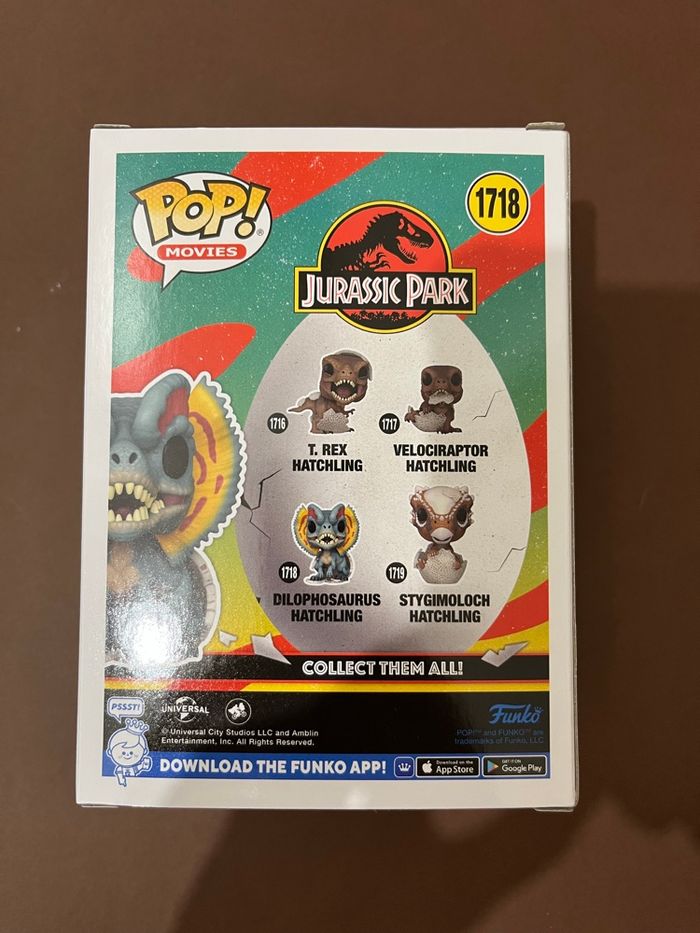 POP!
MOVIES
1718
JURASSIC PARK
1716
T. REX
HATCHLING
1717
VELOCIRAPTOR
HATCHLING
1718
DILOPHOSAURUS
HATCHLING
1719
STYGIMOLOCH
HATCHLING
COLLECT THEM ALL!
PSSST!
UNIVERSAL
© Universal City Studios LLC and Amblin
Entertainment, Inc. All Rights Reserved.
Funko
POP!™ and FUNKO™ are
trademarks of Funko, LLC
DOWNLOAD THE FUNKO APP!
Download on the
App Store
GET IT ON
Google Play